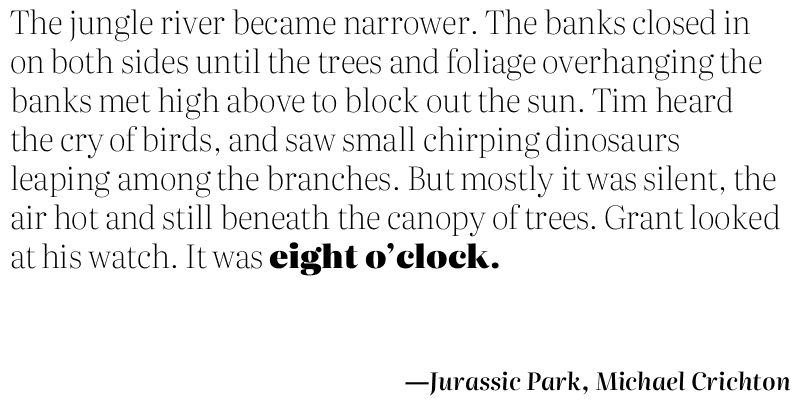 The jungle river became narrower. The banks closed in
on both sides until the trees and foliage overhanging the
banks met high above to block out the sun. Tim heard
the cry of birds, and saw small chirping dinosaurs
leaping among the branches. But mostly it was silent, the
air hot and still beneath the canopy of trees. Grant looked
at his watch. It was eight o’clock.
—Jurassic Park, Michael Crichton